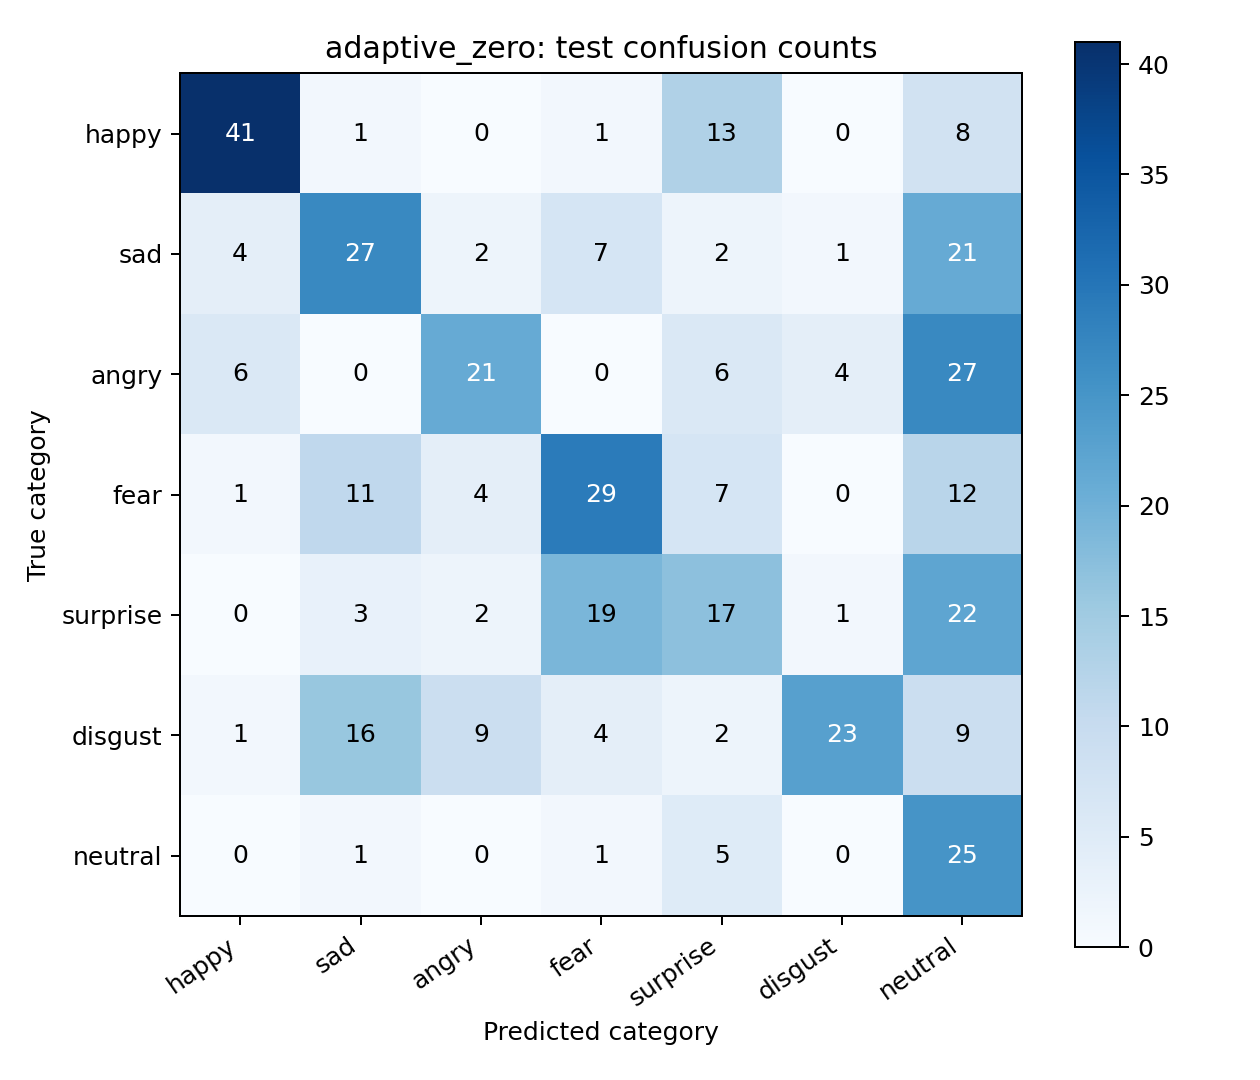 adaptive_zero: test confusion counts
happy 41 1 0 1 13 0 8
sad 4 27 2 7 2 1 21
angry 6 0 21 0 6 4 27
fear 1 11 4 29 7 0 12
surprise 0 3 2 19 17 1 22
disgust 1 16 9 4 2 23 9
neutral 0 1 0 1 5 0 25
happy sad angry fear surprise disgust neutral
Predicted category
True category
40
35
30
25
20
15
10
5
0